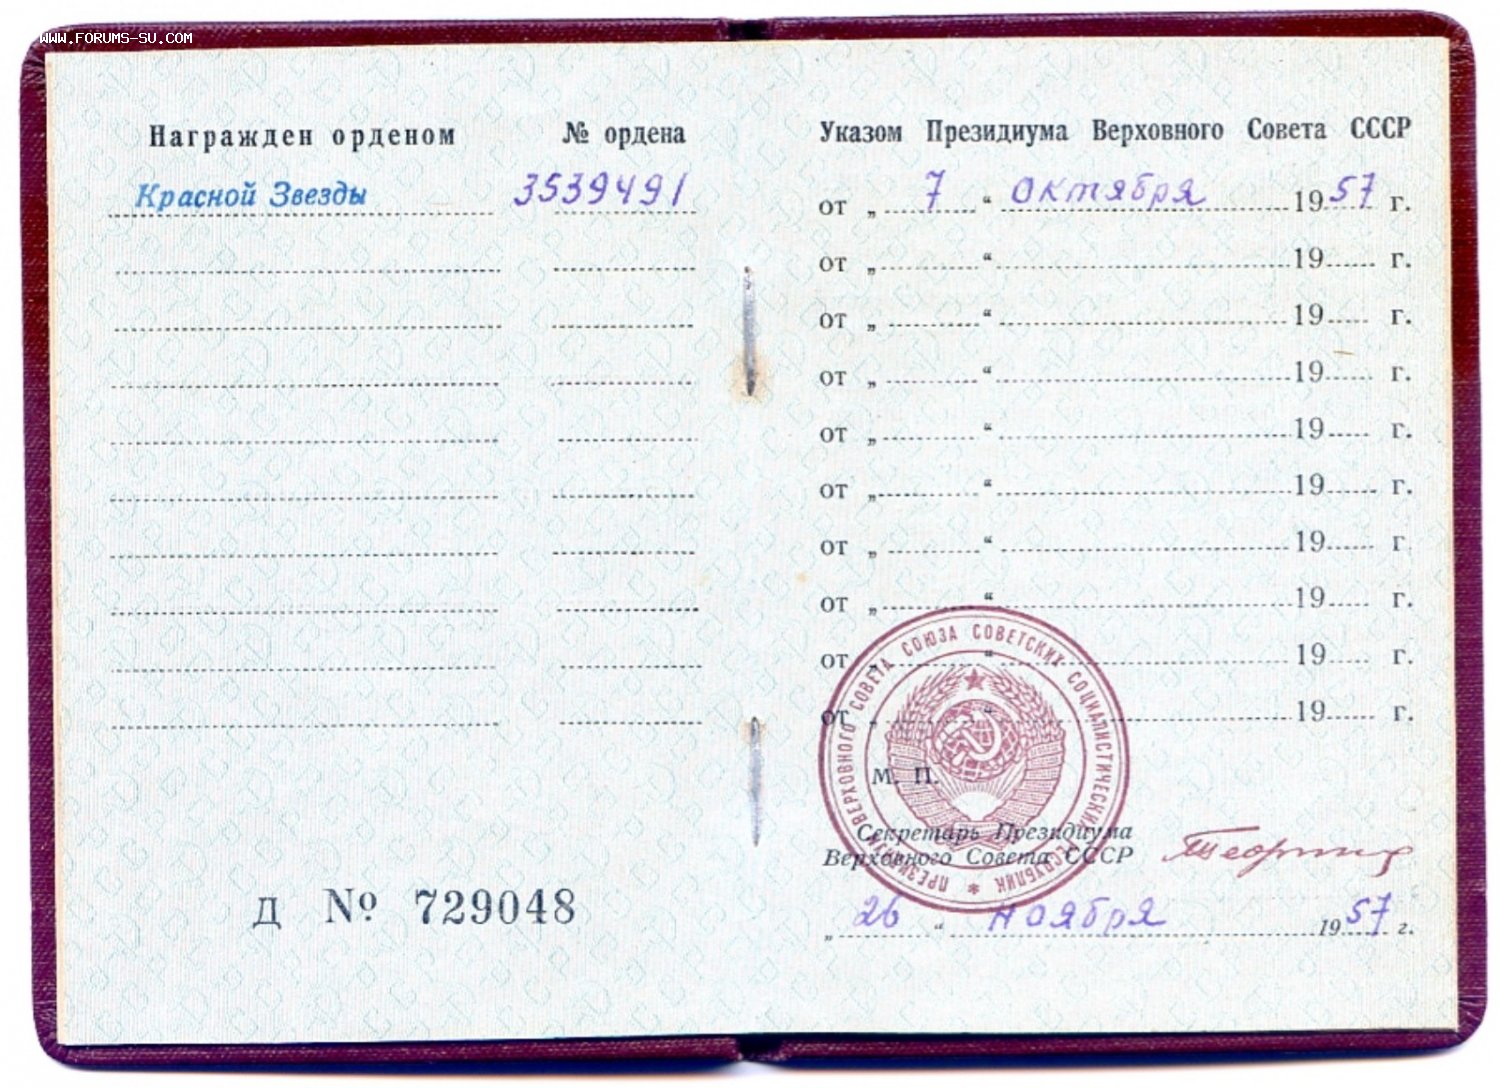 WWW.FORUMS-SU.COM
Награжден орденом № ордена
Красной Звезды 3539491
Д № 729048
Указом Президиума Верховного Совета СССР
от „ 7 “ Октября 1957 г.
от „ “ 19 г.
от „ “ 19 г.
от „ “ 19 г.
от „ “ 19 г.
от „ “ 19 г.
от „ “ 19 г
от „ “ 19 г.
от „ “ 19 г.
от „ “ 19 г.
М. П.
ПРЕЗИДИУМ ВЕРХОВНОГО СОВЕТА СОЮЗА СОВЕТСКИХ СОЦИАЛИСТИЧЕСКИХ РЕСПУБЛИК *
Секретарь Президиума
Верховного Совета СССР
„ 26 “ ноября 1957 г.